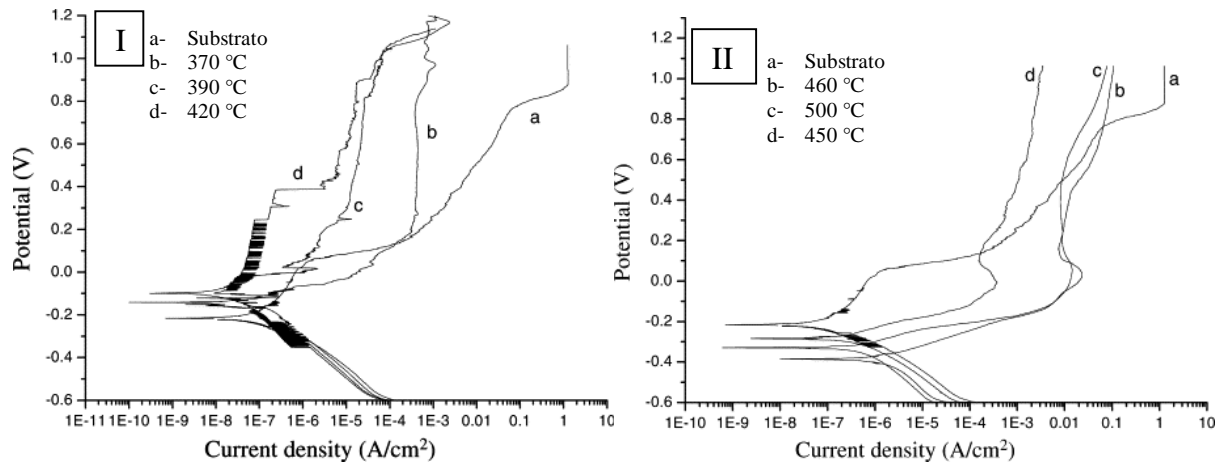 I
a- Substrato
b- 370 °C
c- 390 °C
d- 420 °C
1.2
1.0
0.8
0.6
0.4
0.2
0.0
-0.2
-0.4
-0.6
Potential (V)
d
c
b
a
1E-11 1E-10 1E-9 1E-8 1E-7 1E-6 1E-5 1E-4 1E-3 0.01 0.1 1 10
Current density (A/cm²)
II
a- Substrato
b- 460 °C
c- 500 °C
d- 450 °C
1.2
1.0
0.8
0.6
0.4
0.2
0.0
-0.2
-0.4
-0.6
Potential (V)
d
c
b
a
1E-10 1E-9 1E-8 1E-7 1E-6 1E-5 1E-4 1E-3 0.01 0.1 1 10
Current density (A/cm²)